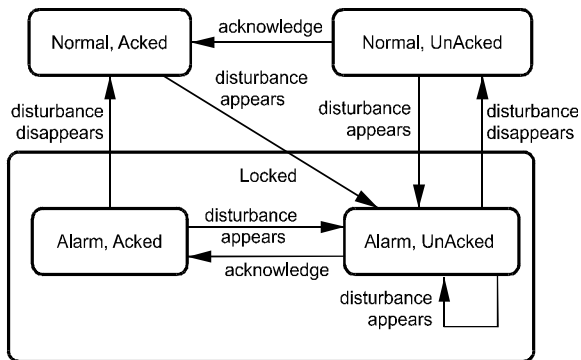 acknowledge
Normal, Acked
Normal, UnAcked
disturbance
appears
disturbance
disappears
disturbance
appears
disturbance
disappears
Locked
Alarm, Acked
disturbance
appears
Alarm, UnAcked
acknowledge
disturbance
appears